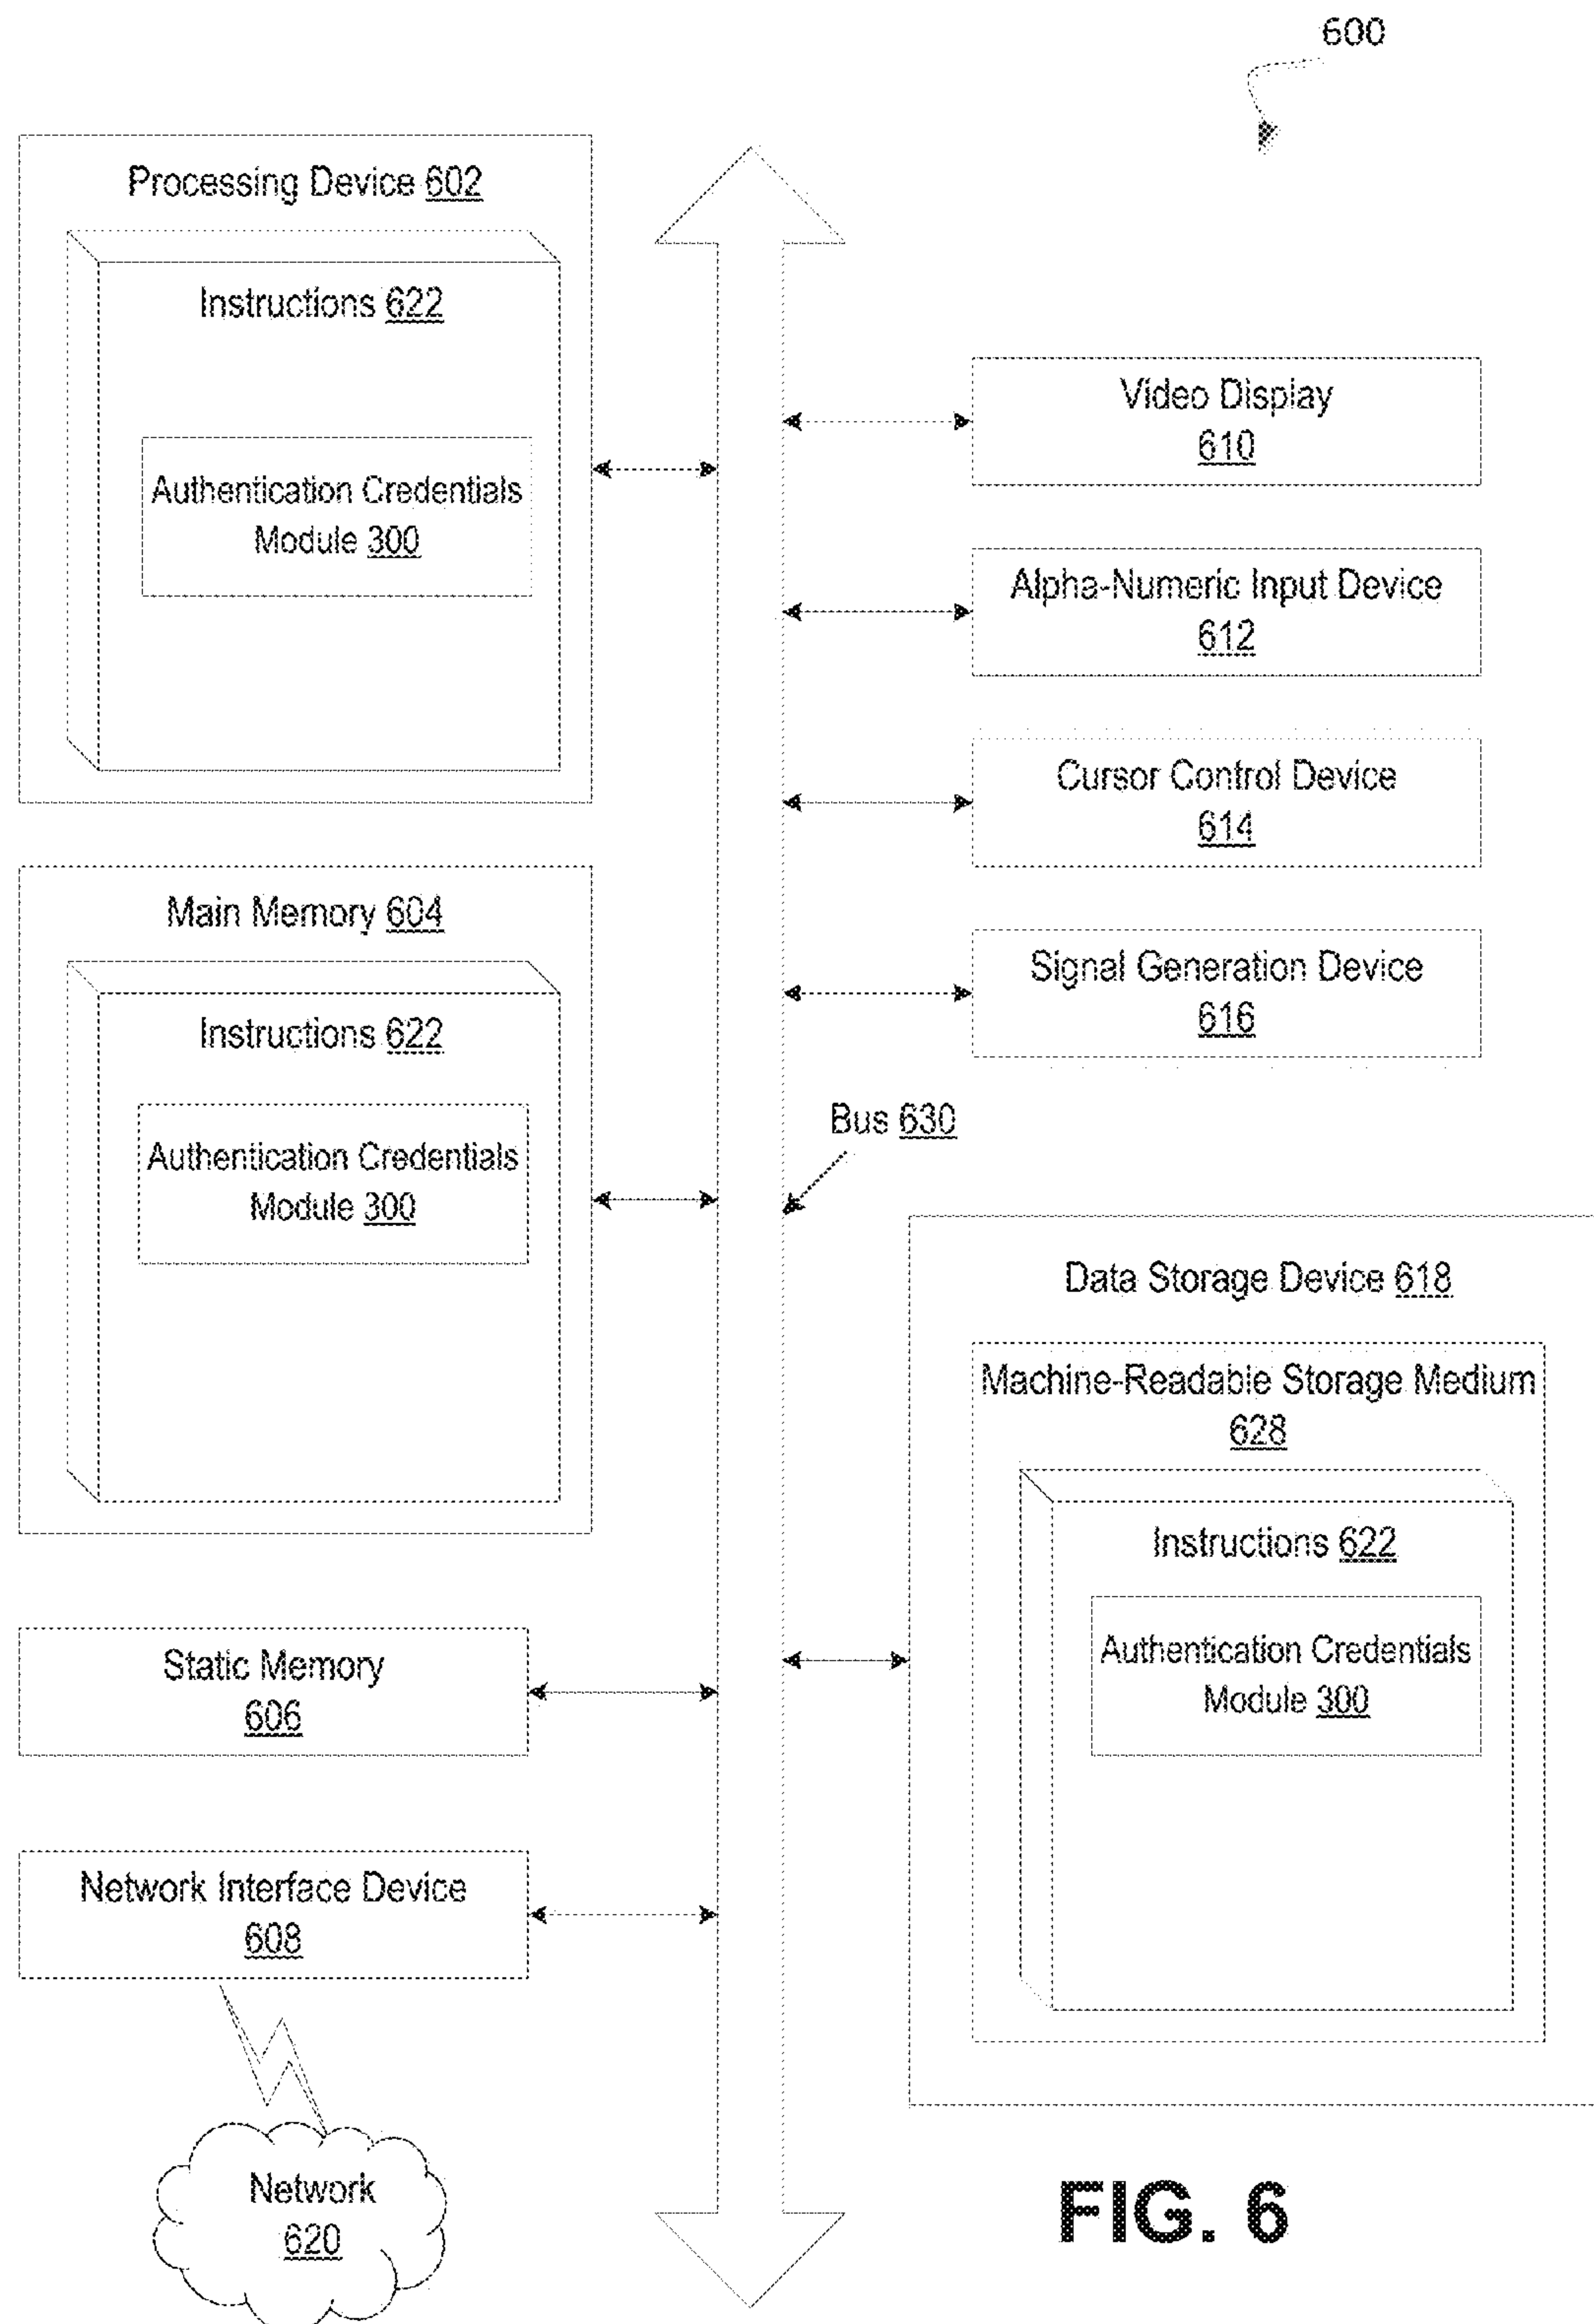 600
Processing Device 602
Instructions 622
Authentication Credentials
Module 300
Main Memory 604
Instructions 622
Authentication Credentials
Module 300
Static Memory
606
Network Interface Device
608
Network
620
Video Display
610
Alpha-Numeric Input Device
612
Cursor Control Device
614
Signal Generation Device
616
Bus 630
Data Storage Device 618
Machine-Readable Storage Medium
628
Instructions 622
Authentication Credentials
Module 300
FIG. 6